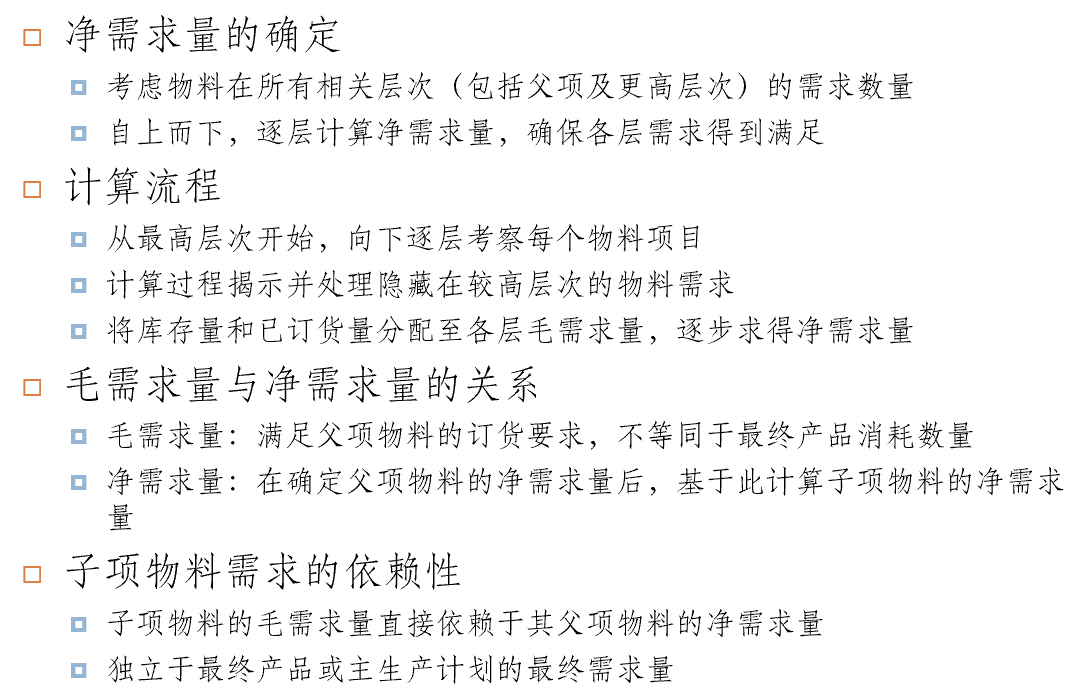 净需求量的确定
考虑物料在所有相关层次（包括父项及更高层次）的需求数量
自上而下，逐层计算净需求量，确保各层需求得到满足
计算流程
从最高层次开始，向下逐层考察每个物料项目
计算过程揭示并处理隐藏在较高层次的物料需求
将库存量和已订货量分配至各层毛需求量，逐步求得净需求量
毛需求量与净需求量的关系
毛需求量：满足父项物料的订货要求，不等同于最终产品消耗数量
净需求量：在确定父项物料的净需求量后，基于此计算子项物料的净需求
量
子项物料需求的依赖性
子项物料的毛需求量直接依赖于其父项物料的净需求量
独立于最终产品或主生产计划的最终需求量